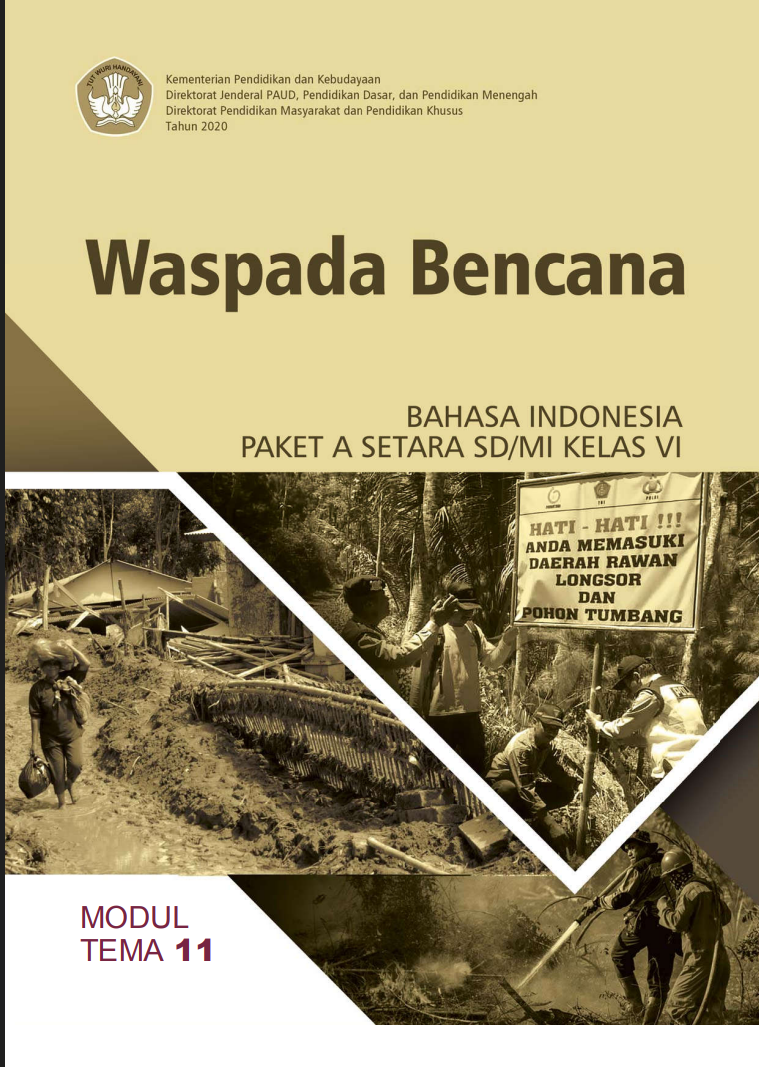 TUT WURI HANDAYANI
Kementerian Pendidikan dan Kebudayaan
Direktorat Jenderal PAUD, Pendidikan Dasar, dan Pendidikan Menengah
Direktorat Pendidikan Masyarakat dan Pendidikan Khusus
Tahun 2020
Waspada Bencana
BAHASA INDONESIA
PAKET A SETARA SD/MI KELAS VI
TNI
POLRI
HATI - HATI !!!
ANDA MEMASUKI
DAERAH RAWAN
LONGSOR
DAN
POHON TUMBANG
MODUL
TEMA 11